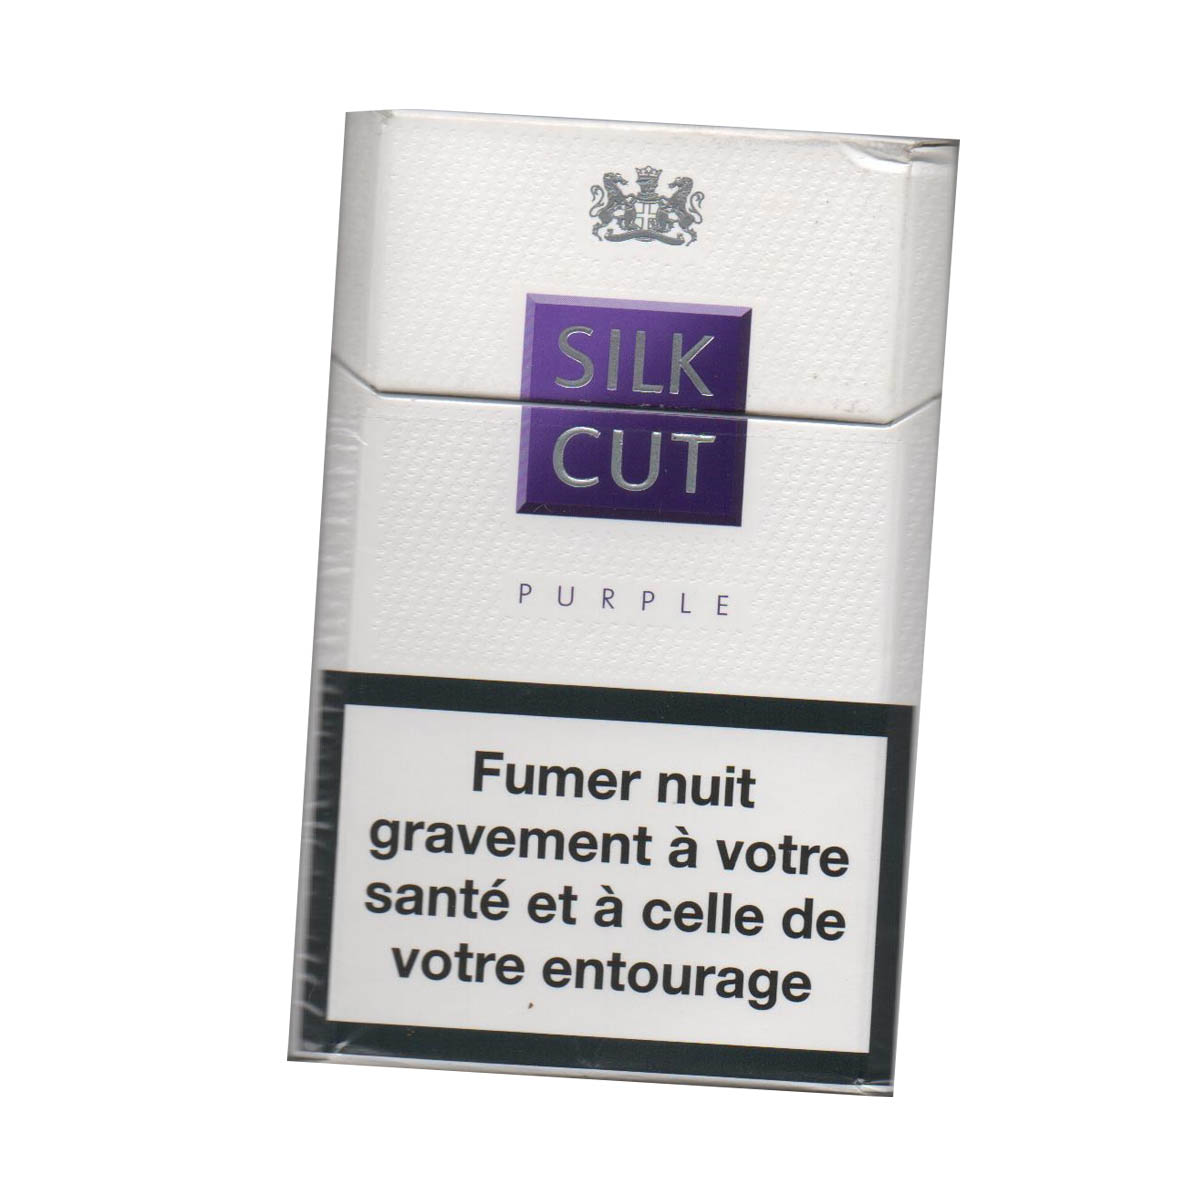 SILK
CUT
PURPLE
Fumer nuit
gravement à votre
santé et à celle de
votre entourage